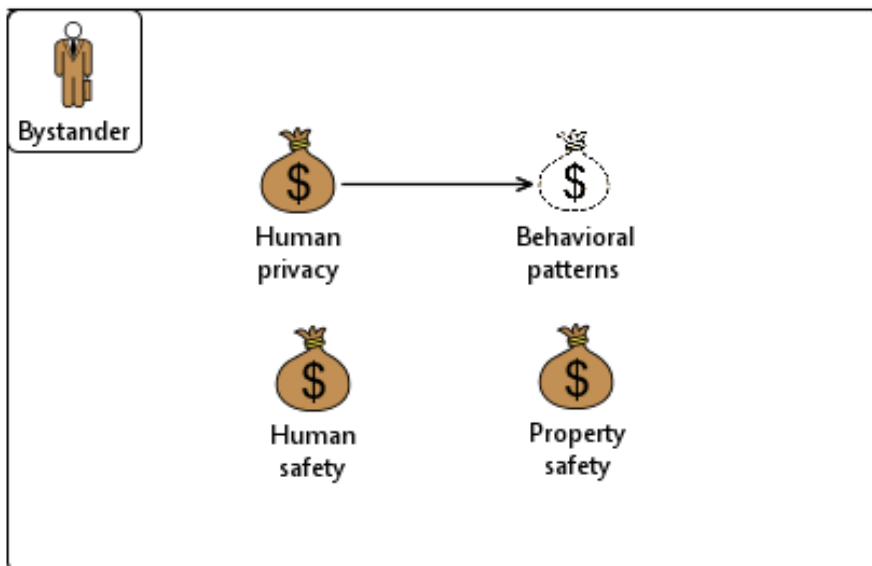 Bystander
$
$
Human
privacy
Behavioral
patterns
$
$
Human
safety
Property
safety